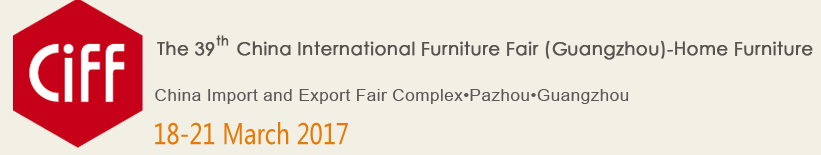 CiFF
The 39th China International Furniture Fair (Guangzhou)-Home Furniture
China Import and Export Fair Complex•Pazhou•Guangzhou
18-21 March 2017